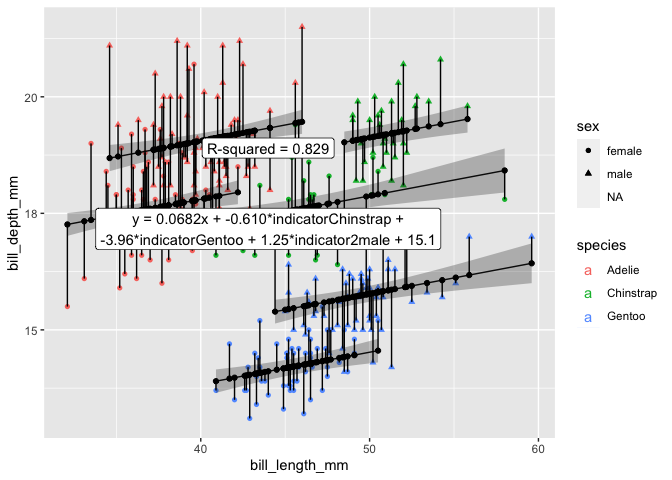 20
18
15
40
50
60
bill_depth_mm
bill_length_mm
R-squared = 0.829
y = 0.0682x + -0.610*indicatorChinstrap +
-3.96*indicatorGentoo + 1.25*indicator2male + 15.1
sex
female
male
NA
species
a Adelie
a Chinstrap
a Gentoo